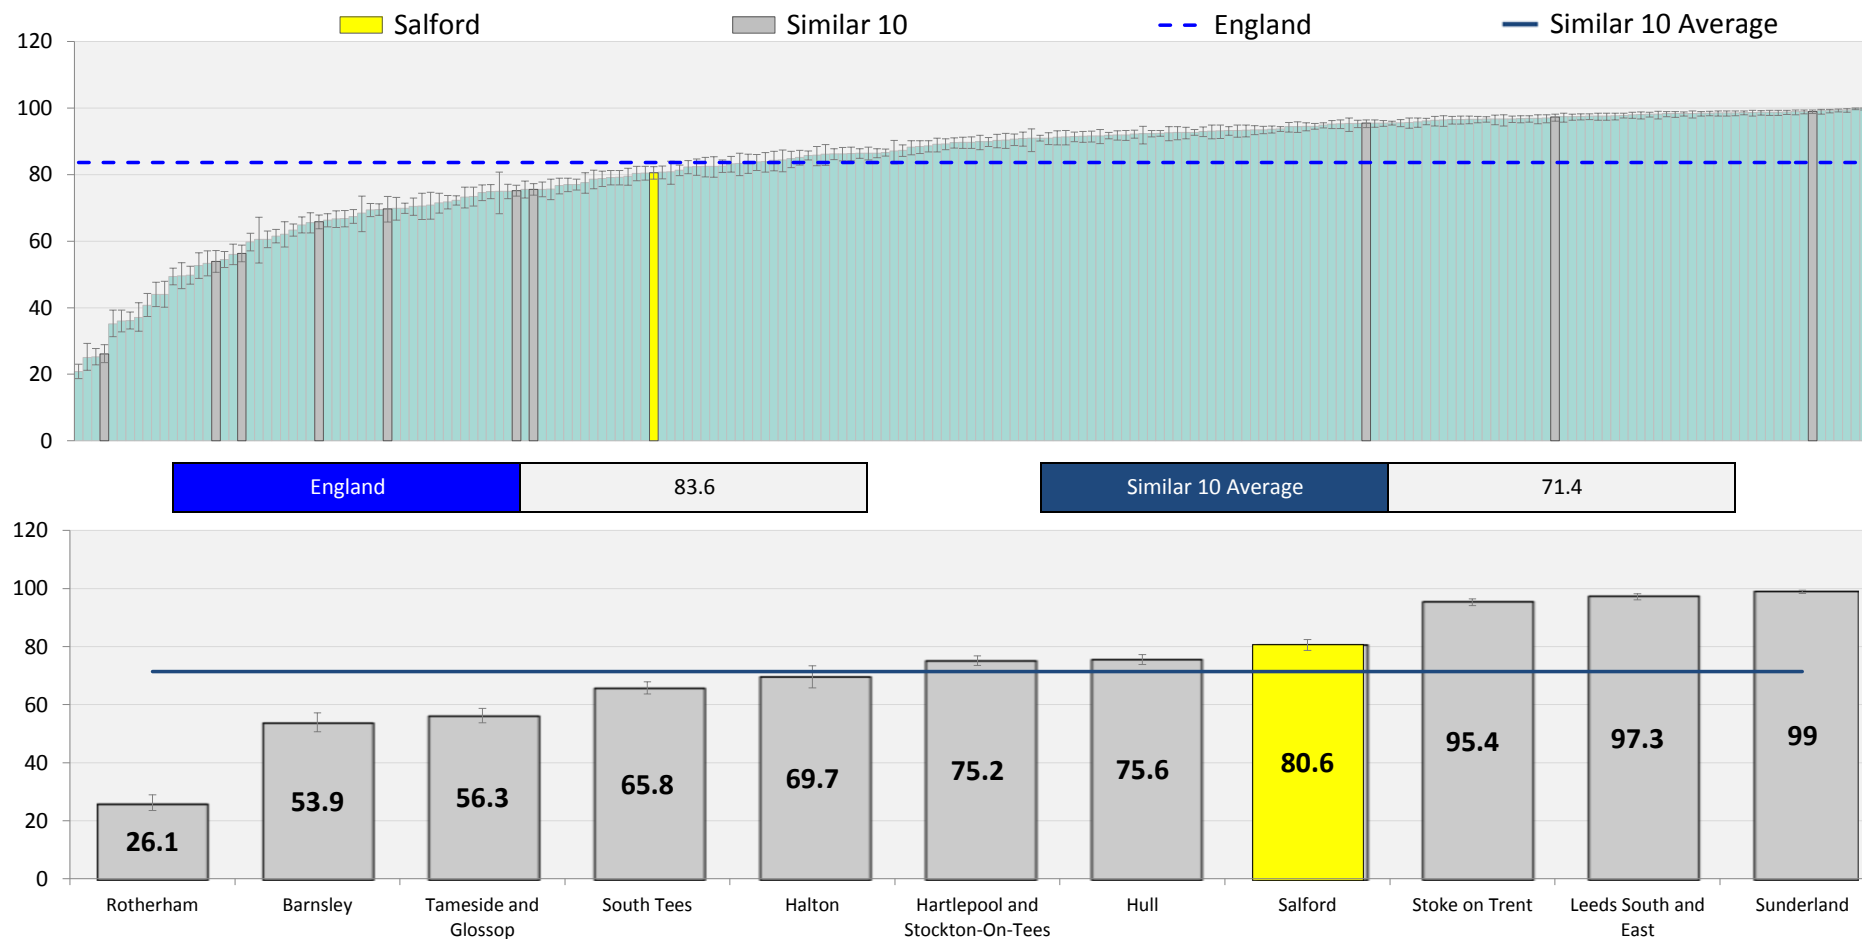 Salford Similar 10 England Similar 10 Average
120
100
80
60
40
20
0
England 83.6 Similar 10 Average 71.4
120
100
80
60
40
20
0
26.1 53.9 56.3 65.8 69.7 75.2 75.6 80.6 95.4 97.3 99
Rotherham Barnsley Tameside and South Tees Halton Hartlepool and Hull Salford Stoke on Trent Leeds South and Sunderland
Glossop Stockton-On-Tees East